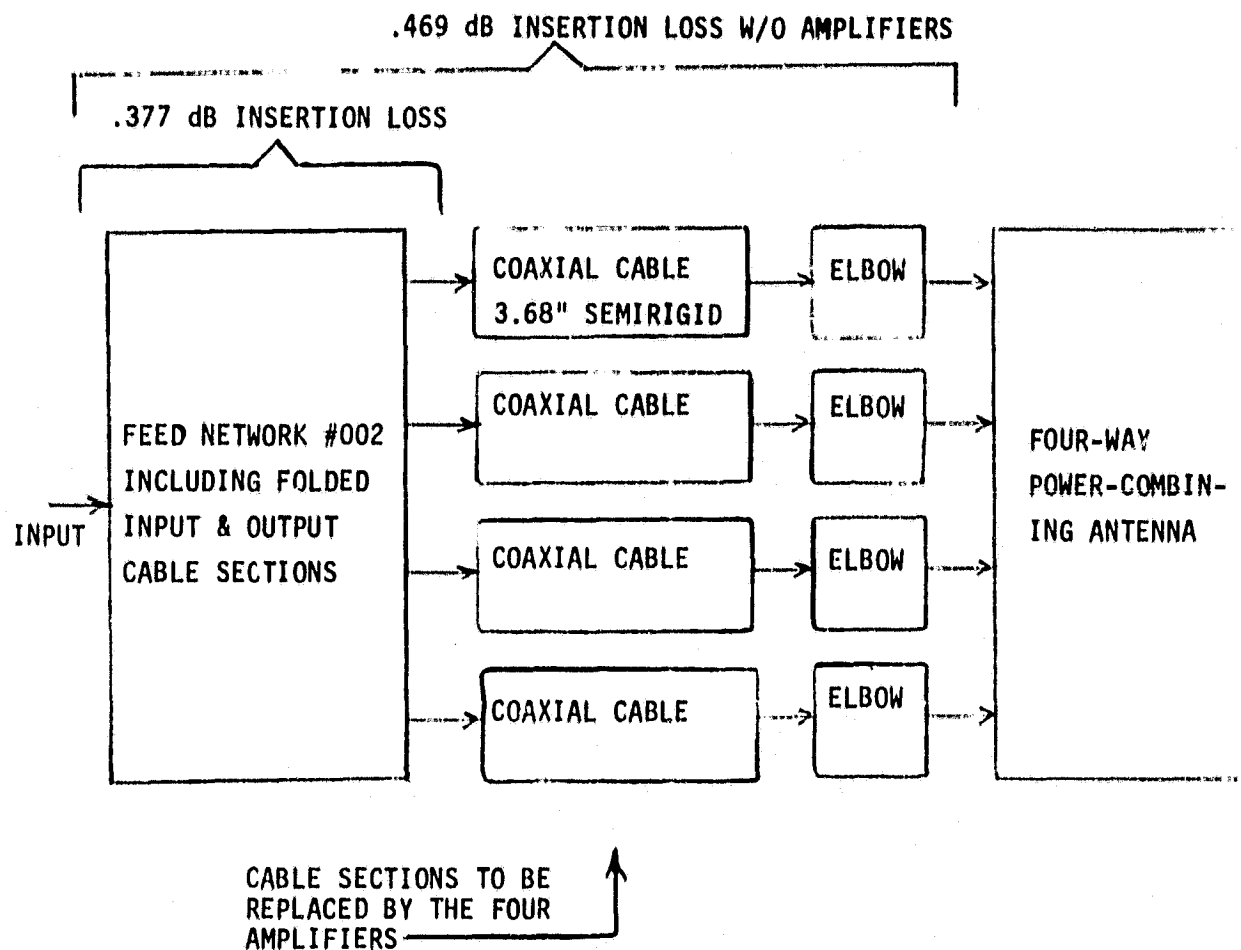 .469 dB INSERTION LOSS W/O AMPLIFIERS
.377 dB INSERTION LOSS
INPUT
FEED NETWORK #002
INCLUDING FOLDED
INPUT & OUTPUT
CABLE SECTIONS
COAXIAL CABLE
3.68" SEMIRIGID
ELBOW
COAXIAL CABLE
ELBOW
COAXIAL CABLE
ELBOW
COAXIAL CABLE
ELBOW
FOUR-WAY
POWER-COMBIN-
ING ANTENNA
CABLE SECTIONS TO BE
REPLACED BY THE FOUR
AMPLIFIERS